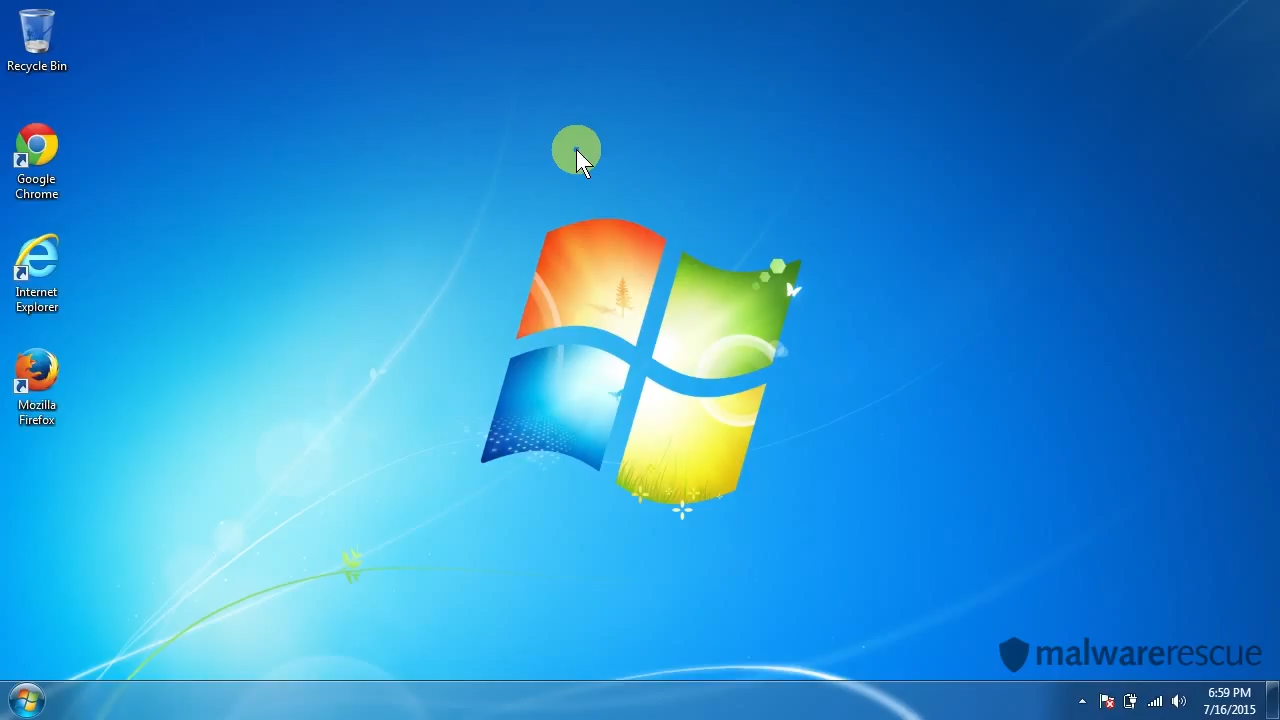 Recycle Bin
Google
Chrome
Internet
Explorer
Mozilla
Firefox
malwarerescue
6:59 PM
7/16/2015